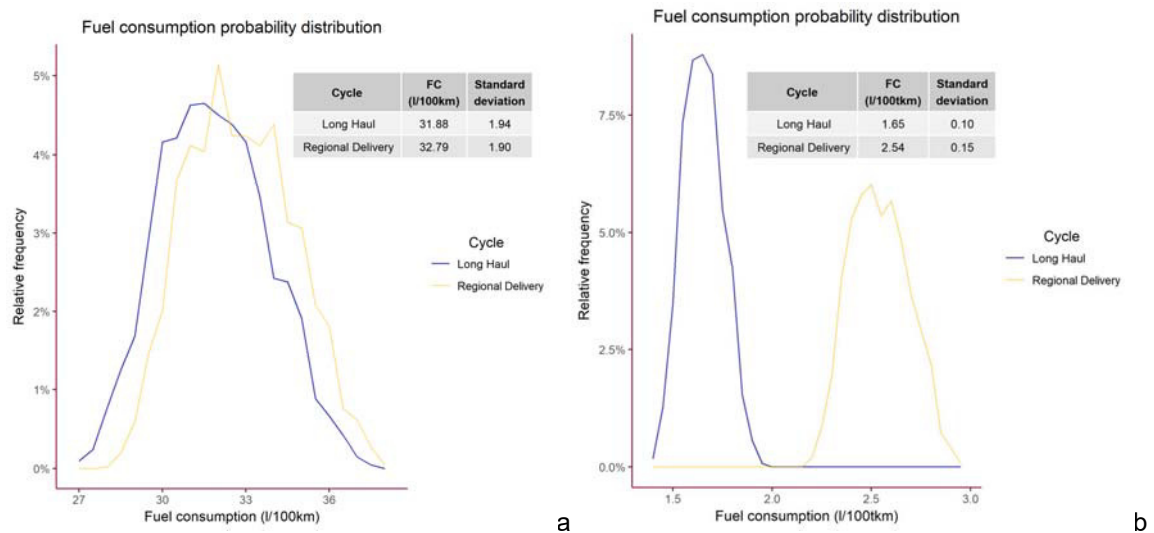 Fuel consumption probability distribution
5%
4%
3%
2%
1%
0%
Relative frequency
Cycle FC (l/100km) Standard deviation
Long Haul 31.88 1.94
Regional Delivery 32.79 1.90
Cycle
Long Haul
Regional Delivery
27 30 33 36
Fuel consumption (l/100km)
a
Fuel consumption probability distribution
7.5%
5.0%
2.5%
0.0%
Relative frequency
Cycle FC (l/100tkm) Standard deviation
Long Haul 1.65 0.10
Regional Delivery 2.54 0.15
Cycle
Long Haul
Regional Delivery
1.5 2.0 2.5 3.0
Fuel consumption (l/100tkm)
b